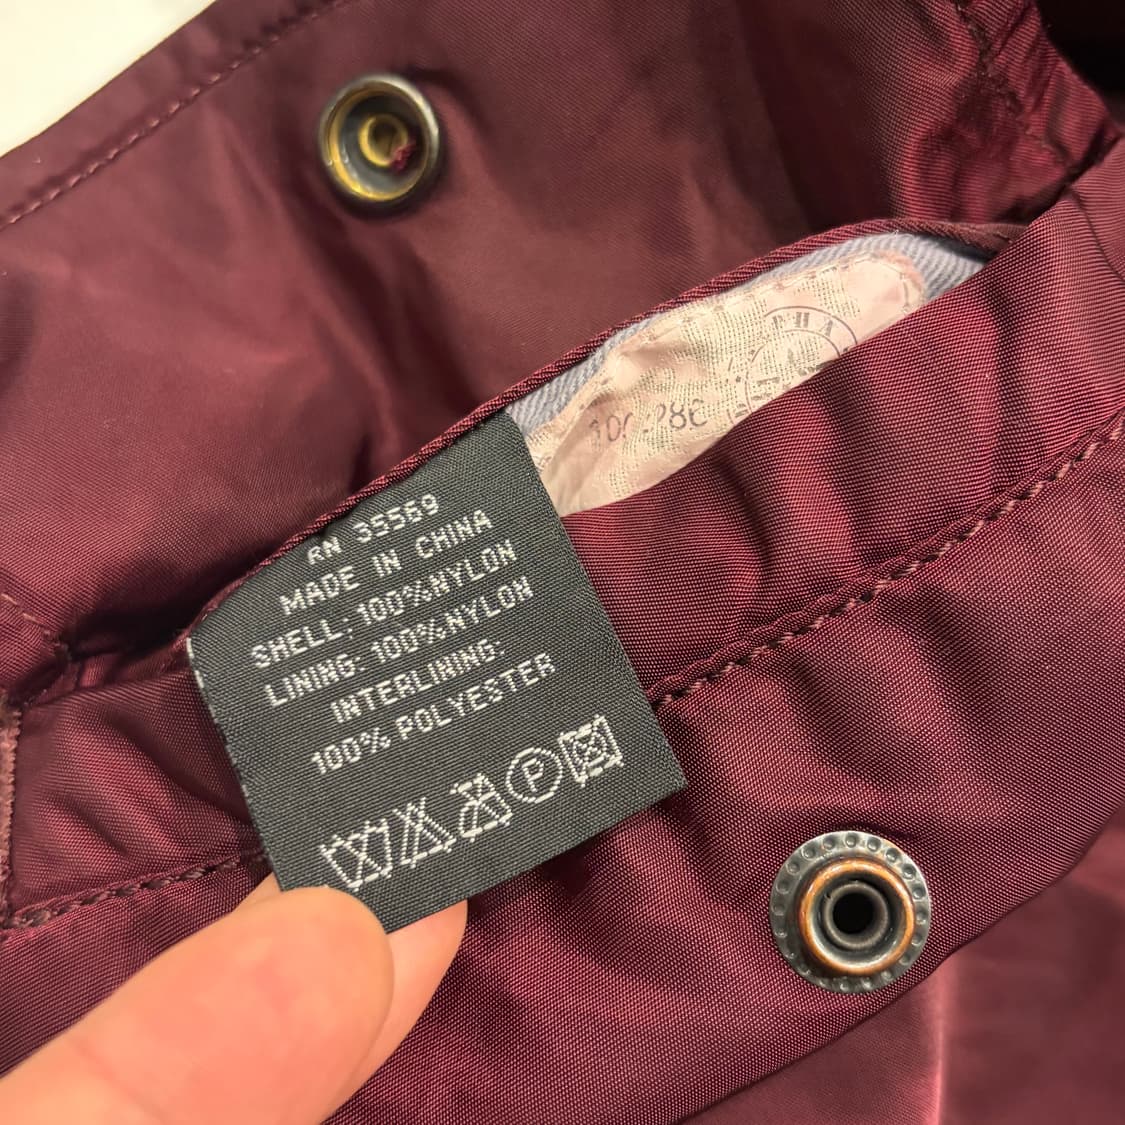 RN 35569
MADE IN CHINA
SHELL: 100%NYLON
LINING: 100%NYLON
INTERLINING:
100% POLYESTER
P